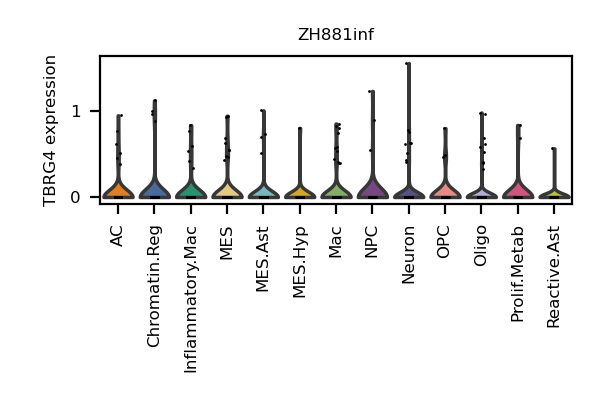 ZH881inf
TBRG4 expression
1
0
AC
Chromatin.Reg
Inflammatory.Mac
MES
MES.Ast
MES.Hyp
Mac
NPC
Neuron
OPC
Oligo
Prolif.Metab
Reactive.Ast